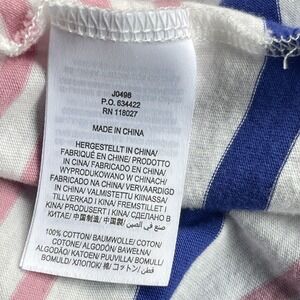 J0498
P.O. 634422
RN 118027
MADE IN CHINA
HERGESTELLT IN CHINA/
FABRIQUÉ EN CHINE/ PRODOTTO
IN CINA/ FABRICADO EN CHINA/
WYPRODUKOWANO W CHINACH/
FABRICADO NA CHINA/ VERVAARDIGD
IN CHINA/ VALMISTETTU KIINASSA/
TILLVERKAD I KINA/ FREMSTILLET I
KINA/ PRODUSERT I KINA/ СДЕЛАНО В
КИТАЕ/ 中国制造/ 中国製/ صنع في الصين
100% COTTON/ BAUMWOLLE/ COTON/
COTONE/ ALGODÓN/ BAWEŁNA/
ALGODÃO/ KATOEN/ PUUVILLA/ BOMULL/
BOMULD/ ХЛОПОК/ 棉/ コットン/ قطن